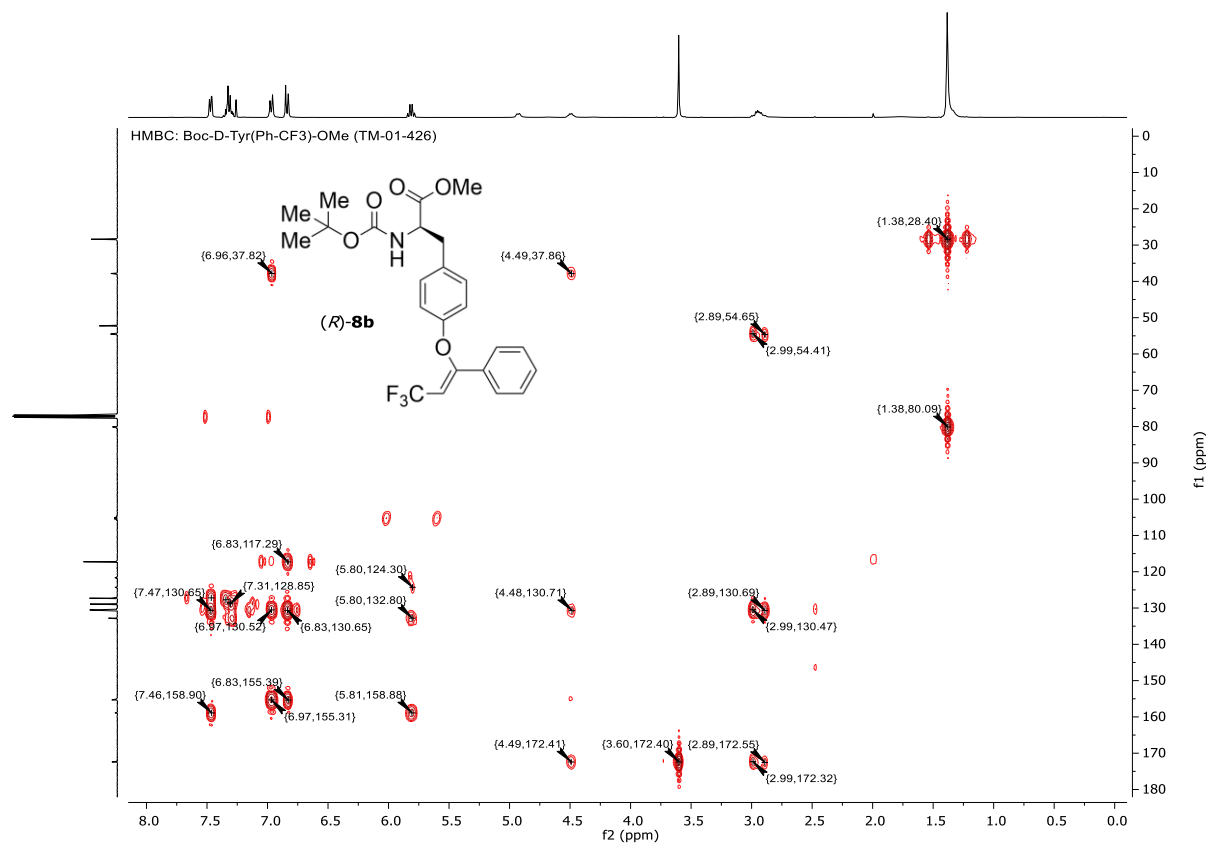 HMBC: Boc-D-Tyr(Ph-CF3)-OMe (TM-01-426)
O
OMe
Me
O
Me
Me
O
N
H
(R)-8b
O
F3C
{1.38,28.40}
{6.96,37.82}
{4.49,37.86}
{2.89,54.65}
{2.99,54.41}
{1.38,80.09}
{6.83,117.29}
{5.80,124.30}
{7.47,130.65}
{7.31,128.85}
{5.80,132.80}
{4.48,130.71}
{2.89,130.69}
{6.97,130.52}
{6.83,130.65}
{2.99,130.47}
{6.83,155.39}
{7.46,158.90}
{5.81,158.88}
{6.97,155.31}
{4.49,172.41}
{3.60,172.40}
{2.89,172.55}
{2.99,172.32}
0
10
20
30
40
50
60
70
80
90
100
110
120
130
140
150
160
170
180
f1 (ppm)
8.0 7.5 7.0 6.5 6.0 5.5 5.0 4.5 4.0 3.5 3.0 2.5 2.0 1.5 1.0 0.5 0.0
f2 (ppm)